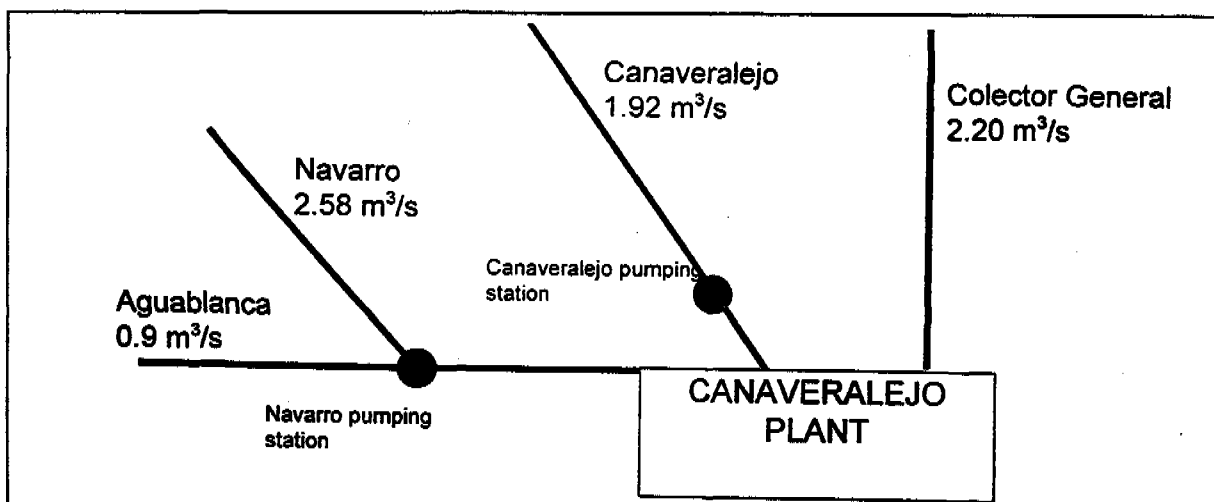 Canaveralejo
1.92 m³/s
Colector General
2.20 m³/s
Navarro
2.58 m³/s
Canaveralejo pumping
station
Aguablanca
0.9 m³/s
CANAVERALEJO
PLANT
Navarro pumping
station